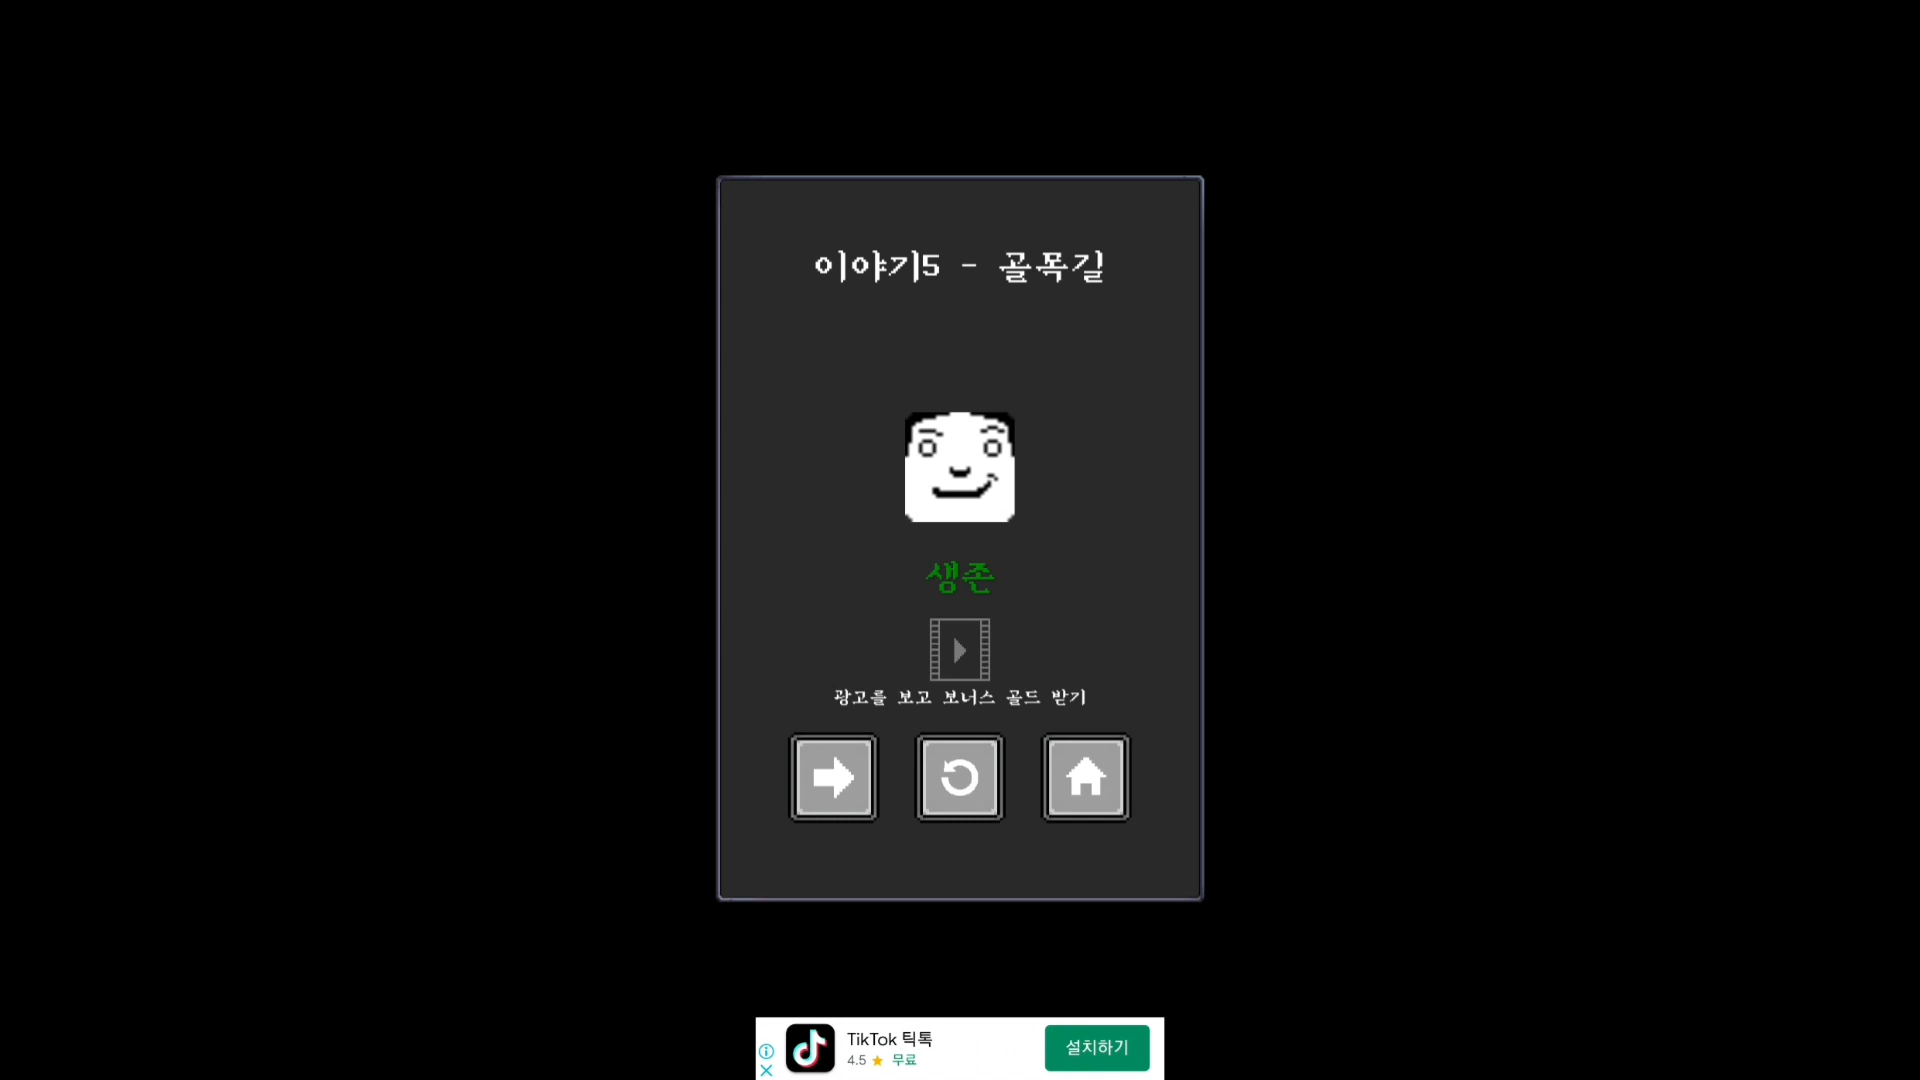 이야기5 - 골목길
생존
광고를 보고 보너스 골드 받기
TikTok 틱톡
4.5 ★ 무료
설치하기